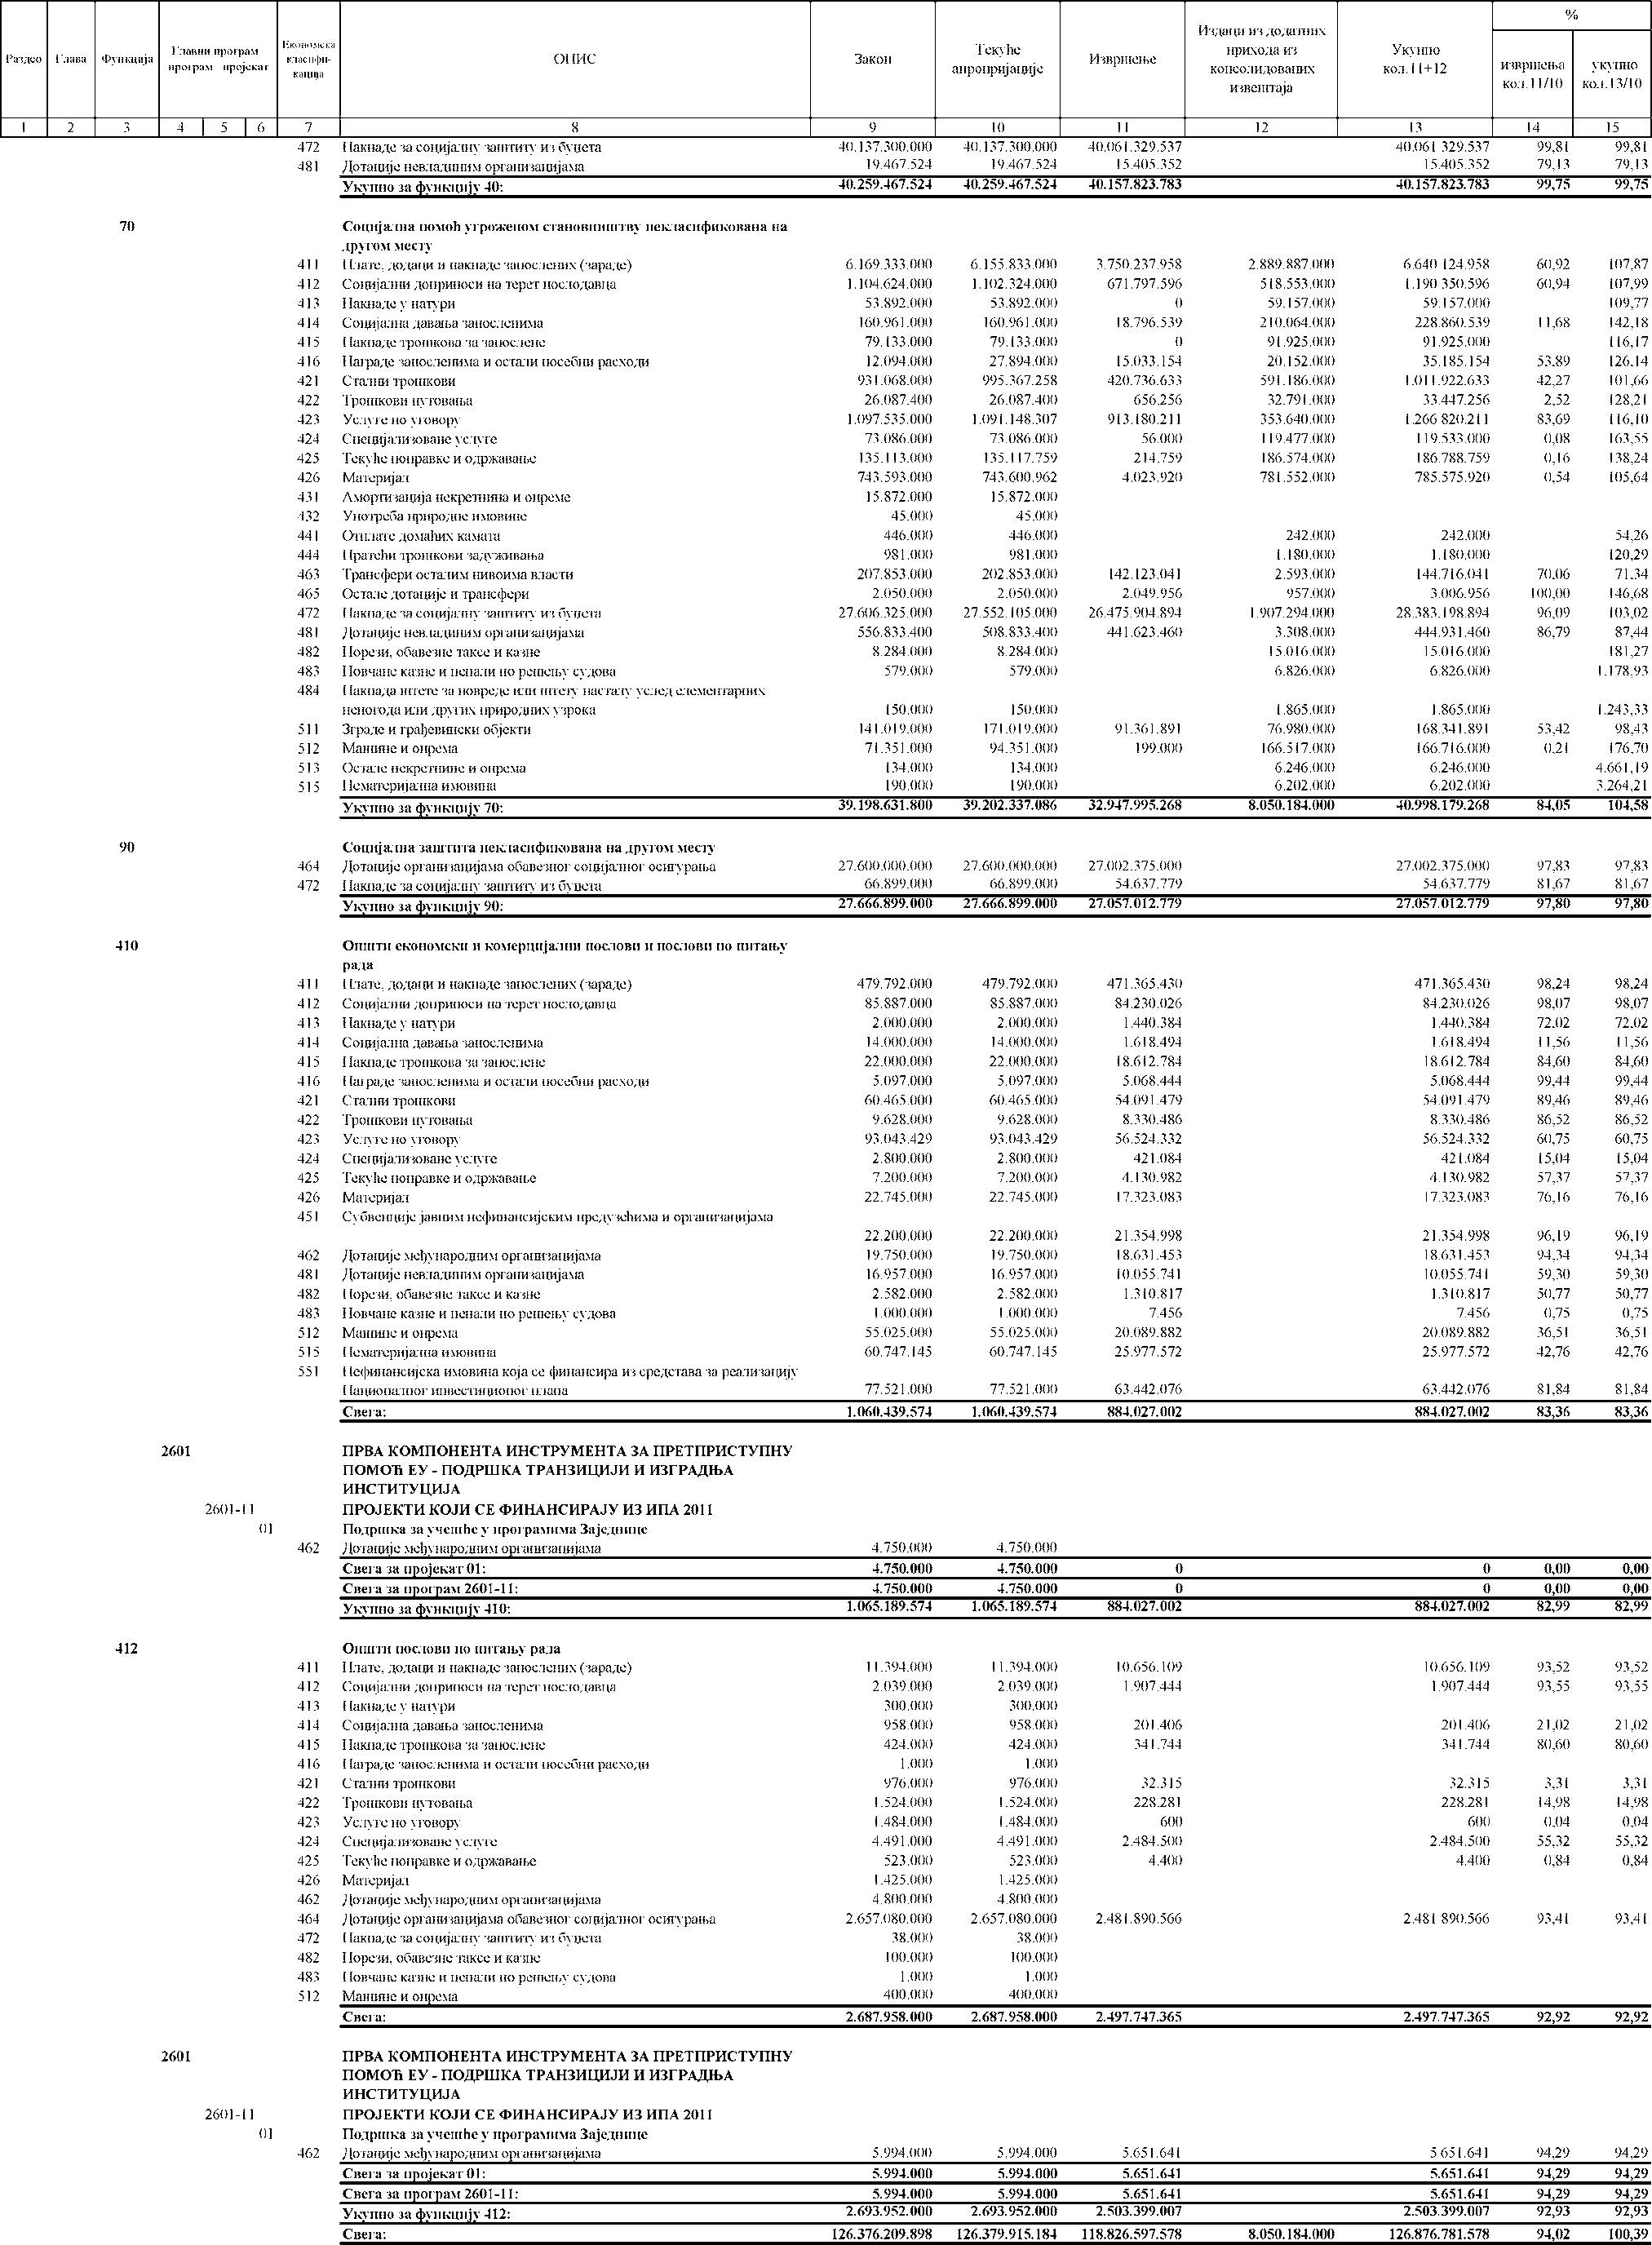 Раздео Глава Функција Главни програм програм пројекат Економска класифи-кација ОПИС Закон Текуће апропријације Извршење Издаци из додатних прихода из консолидованих извештаја Укупно кол.11+12 % извршења кол.11/10 укупно кол.13/10
1 2 3 4 5 6 7 8 9 10 11 12 13 14 15
472 Накнаде за социјалну заштиту из буџета 40.137.300.000 40.137.300.000 40.061.329.537 40.061.329.537 99,81 99,81
481 Дотације невладиним организацијама 19.467.524 19.467.524 15.405.352 15.405.352 79,13 79,13
Укупно за функцију 40: 40.259.467.524 40.259.467.524 40.157.823.783 40.157.823.783 99,75 99,75
70 Социјална помоћ угроженом становништву некласификована на
другом месту
411 Плате, додаци и накнаде запослених (зараде) 6.169.333.000 6.155.833.000 3.750.237.958 2.889.887.000 6.640.124.958 60,92 107,87
412 Социјални доприноси на терет послодавца 1.104.624.000 1.102.324.000 671.797.596 518.553.000 1.190.350.596 60,94 107,99
413 Накнаде у натури 53.892.000 53.892.000 0 59.157.000 59.157.000 109,77
414 Социјална давања запосленима 160.961.000 160.961.000 18.796.539 210.064.000 228.860.539 11,68 142,18
415 Накнаде трошкова за запослене 79.133.000 79.133.000 0 91.925.000 91.925.000 116,17
416 Награде запосленима и остали посебни расходи 12.094.000 27.894.000 15.033.154 20.152.000 35.185.154 53,89 126,14
421 Стални трошкови 931.068.000 995.367.258 420.736.633 591.186.000 1.011.922.633 42,27 101,66
422 Трошкови путовања 26.087.400 26.087.400 656.256 32.791.000 33.447.256 2,52 128,21
423 Услуге по уговору 1.097.535.000 1.091.148.307 913.180.211 353.640.000 1.266.820.211 83,69 116,10
424 Специјализоване услуге 73.086.000 73.086.000 56.000 119.477.000 119.533.000 0,08 163,55
425 Текуће поправке и одржавање 135.113.000 135.117.759 214.759 186.574.000 186.788.759 0,16 138,24
426 Материјал 743.593.000 743.600.962 4.023.920 781.552.000 785.575.920 0,54 105,64
431 Амортизација некретнина и опреме 15.872.000 15.872.000
432 Употреба природне имовине 45.000 45.000
441 Отплате домаћих камата 446.000 446.000 242.000 242.000 54,26
444 Пратећи трошкови задуживања 981.000 981.000 1.180.000 1.180.000 120,29
463 Трансфери осталим нивоима власти 207.853.000 202.853.000 142.123.041 2.593.000 144.716.041 70,06 71,34
465 Остале дотације и трансфери 2.050.000 2.050.000 2.049.956 957.000 3.006.956 100,00 146,68
472 Накнаде за социјалну заштиту из буџета 27.606.325.000 27.552.105.000 26.475.904.894 1.907.294.000 28.383.198.894 96,09 103,02
481 Дотације невладиним организацијама 556.833.400 508.833.400 441.623.460 3.308.000 444.931.460 86,79 87,44
482 Порези, обавезне таксе и казне 8.284.000 8.284.000 15.016.000 15.016.000 181,27
483 Новчане казне и пенали по решењу судова 579.000 579.000 6.826.000 6.826.000 1.178,93
484 Накнада штете за повреде или штету насталу услед елементарних
непогода или других природних узрока 150.000 150.000 1.865.000 1.865.000 1.243,33
511 Зграде и грађевински објекти 141.019.000 171.019.000 91.361.891 76.980.000 168.341.891 53,42 98,43
512 Машине и опрема 71.351.000 94.351.000 199.000 166.517.000 166.716.000 0,21 176,70
513 Остале некретнине и опрема 134.000 134.000 6.246.000 6.246.000 4.661,19
515 Нематеријална имовина 190.000 190.000 6.202.000 6.202.000 3.264,21
Укупно за функцију 70: 39.198.631.800 39.202.337.086 32.947.995.268 8.050.184.000 40.998.179.268 84,05 104,58
90 Социјална заштита некласификована на другом месту
464 Дотације организацијама обавезног социјалног осигурања 27.600.000.000 27.600.000.000 27.002.375.000 27.002.375.000 97,83 97,83
472 Накнаде за социјалну заштиту из буџета 66.899.000 66.899.000 54.637.779 54.637.779 81,67 81,67
Укупно за функцију 90: 27.666.899.000 27.666.899.000 27.057.012.779 27.057.012.779 97,80 97,80
410 Општи економски и комерцијални послови и послови по питању
рада
411 Плате, додаци и накнаде запослених (зараде) 479.792.000 479.792.000 471.365.430 471.365.430 98,24 98,24
412 Социјални доприноси на терет послодавца 85.887.000 85.887.000 84.230.026 84.230.026 98,07 98,07
413 Накнаде у натури 2.000.000 2.000.000 1.440.384 1.440.384 72,02 72,02
414 Социјална давања запосленима 14.000.000 14.000.000 1.618.494 1.618.494 11,56 11,56
415 Накнаде трошкова за запослене 22.000.000 22.000.000 18.612.784 18.612.784 84,60 84,60
416 Награде запосленима и остали посебни расходи 5.097.000 5.097.000 5.068.444 5.068.444 99,44 99,44
421 Стални трошкови 60.465.000 60.465.000 54.091.479 54.091.479 89,46 89,46
422 Трошкови путовања 9.628.000 9.628.000 8.330.486 8.330.486 86,52 86,52
423 Услуге по уговору 93.043.429 93.043.429 56.524.332 56.524.332 60,75 60,75
424 Специјализоване услуге 2.800.000 2.800.000 421.084 421.084 15,04 15,04
425 Текуће поправке и одржавање 7.200.000 7.200.000 4.130.982 4.130.982 57,37 57,37
426 Материјал 22.745.000 22.745.000 17.323.083 17.323.083 76,16 76,16
451 Субвенције јавним нефинансијским предузећима и организацијама
22.200.000 22.200.000 21.354.998 21.354.998 96,19 96,19
462 Дотације међународним организацијама 19.750.000 19.750.000 18.631.453 18.631.453 94,34 94,34
481 Дотације невладиним организацијама 16.957.000 16.957.000 10.055.741 10.055.741 59,30 59,30
482 Порези, обавезне таксе и казне 2.582.000 2.582.000 1.310.817 1.310.817 50,77 50,77
483 Новчане казне и пенали по решењу судова 1.000.000 1.000.000 7.456 7.456 0,75 0,75
512 Машине и опрема 55.025.000 55.025.000 20.089.882 20.089.882 36,51 36,51
515 Нематеријална имовина 60.747.145 60.747.145 25.977.572 25.977.572 42,76 42,76
551 Нефинансијска имовина која се финансира из средстава за реализацију
Националног инвестиционог плана 77.521.000 77.521.000 63.442.076 63.442.076 81,84 81,84
Свега: 1.060.439.574 1.060.439.574 884.027.002 884.027.002 83,36 83,36
2601 ПРВА КОМПОНЕНТА ИНСТРУМЕНТА ЗА ПРЕТПРИСТУПНУ
ПОМОЋ ЕУ - ПОДРШКА ТРАНЗИЦИЈИ И ИЗГРАДЊА
ИНСТИТУЦИЈА
2601-11 ПРОЈЕКТИ КОЈИ СЕ ФИНАНСИРАЈУ ИЗ ИПА 2011
01 Подршка за учешће у програмима Заједнице
462 Дотације међународним организацијама 4.750.000 4.750.000
Свега за пројекат 01: 4.750.000 4.750.000 0 0 0,00 0,00
Свега за програм 2601-11: 4.750.000 4.750.000 0 0 0,00 0,00
Укупно за функцију 410: 1.065.189.574 1.065.189.574 884.027.002 884.027.002 82,99 82,99
412 Општи послови по питању рада
411 Плате, додаци и накнаде запослених (зараде) 11.394.000 11.394.000 10.656.109 10.656.109 93,52 93,52
412 Социјални доприноси на терет послодавца 2.039.000 2.039.000 1.907.444 1.907.444 93,55 93,55
413 Накнаде у натури 300.000 300.000
414 Социјална давања запосленима 958.000 958.000 201.406 201.406 21,02 21,02
415 Накнаде трошкова за запослене 424.000 424.000 341.744 341.744 80,60 80,60
416 Награде запосленима и остали посебни расходи 1.000 1.000
421 Стални трошкови 976.000 976.000 32.315 32.315 3,31 3,31
422 Трошкови путовања 1.524.000 1.524.000 228.281 228.281 14,98 14,98
423 Услуге по уговору 1.484.000 1.484.000 600 600 0,04 0,04
424 Специјализоване услуге 4.491.000 4.491.000 2.484.500 2.484.500 55,32 55,32
425 Текуће поправке и одржавање 523.000 523.000 4.400 4.400 0,84 0,84
426 Материјал 1.425.000 1.425.000
462 Дотације међународним организацијама 4.800.000 4.800.000
464 Дотације организацијама обавезног социјалног осигурања 2.657.080.000 2.657.080.000 2.481.890.566 2.481.890.566 93,41 93,41
472 Накнаде за социјалну заштиту из буџета 38.000 38.000
482 Порези, обавезне таксе и казне 100.000 100.000
483 Новчане казне и пенали по решењу судова 1.000 1.000
512 Машине и опрема 400.000 400.000
Свега: 2.687.958.000 2.687.958.000 2.497.747.365 2.497.747.365 92,92 92,92
2601 ПРВА КОМПОНЕНТА ИНСТРУМЕНТА ЗА ПРЕТПРИСТУПНУ
ПОМОЋ ЕУ - ПОДРШКА ТРАНЗИЦИЈИ И ИЗГРАДЊА
ИНСТИТУЦИЈА
2601-11 ПРОЈЕКТИ КОЈИ СЕ ФИНАНСИРАЈУ ИЗ ИПА 2011
01 Подршка за учешће у програмима Заједнице
462 Дотације међународним организацијама 5.994.000 5.994.000 5.651.641 5.651.641 94,29 94,29
Свега за пројекат 01: 5.994.000 5.994.000 5.651.641 5.651.641 94,29 94,29
Свега за програм 2601-11: 5.994.000 5.994.000 5.651.641 5.651.641 94,29 94,29
Укупно за функцију 412: 2.693.952.000 2.693.952.000 2.503.399.007 2.503.399.007 92,93 92,93
Свега: 126.376.209.898 126.379.915.184 118.826.597.578 8.050.184.000 126.876.781.578 94,02 100,39